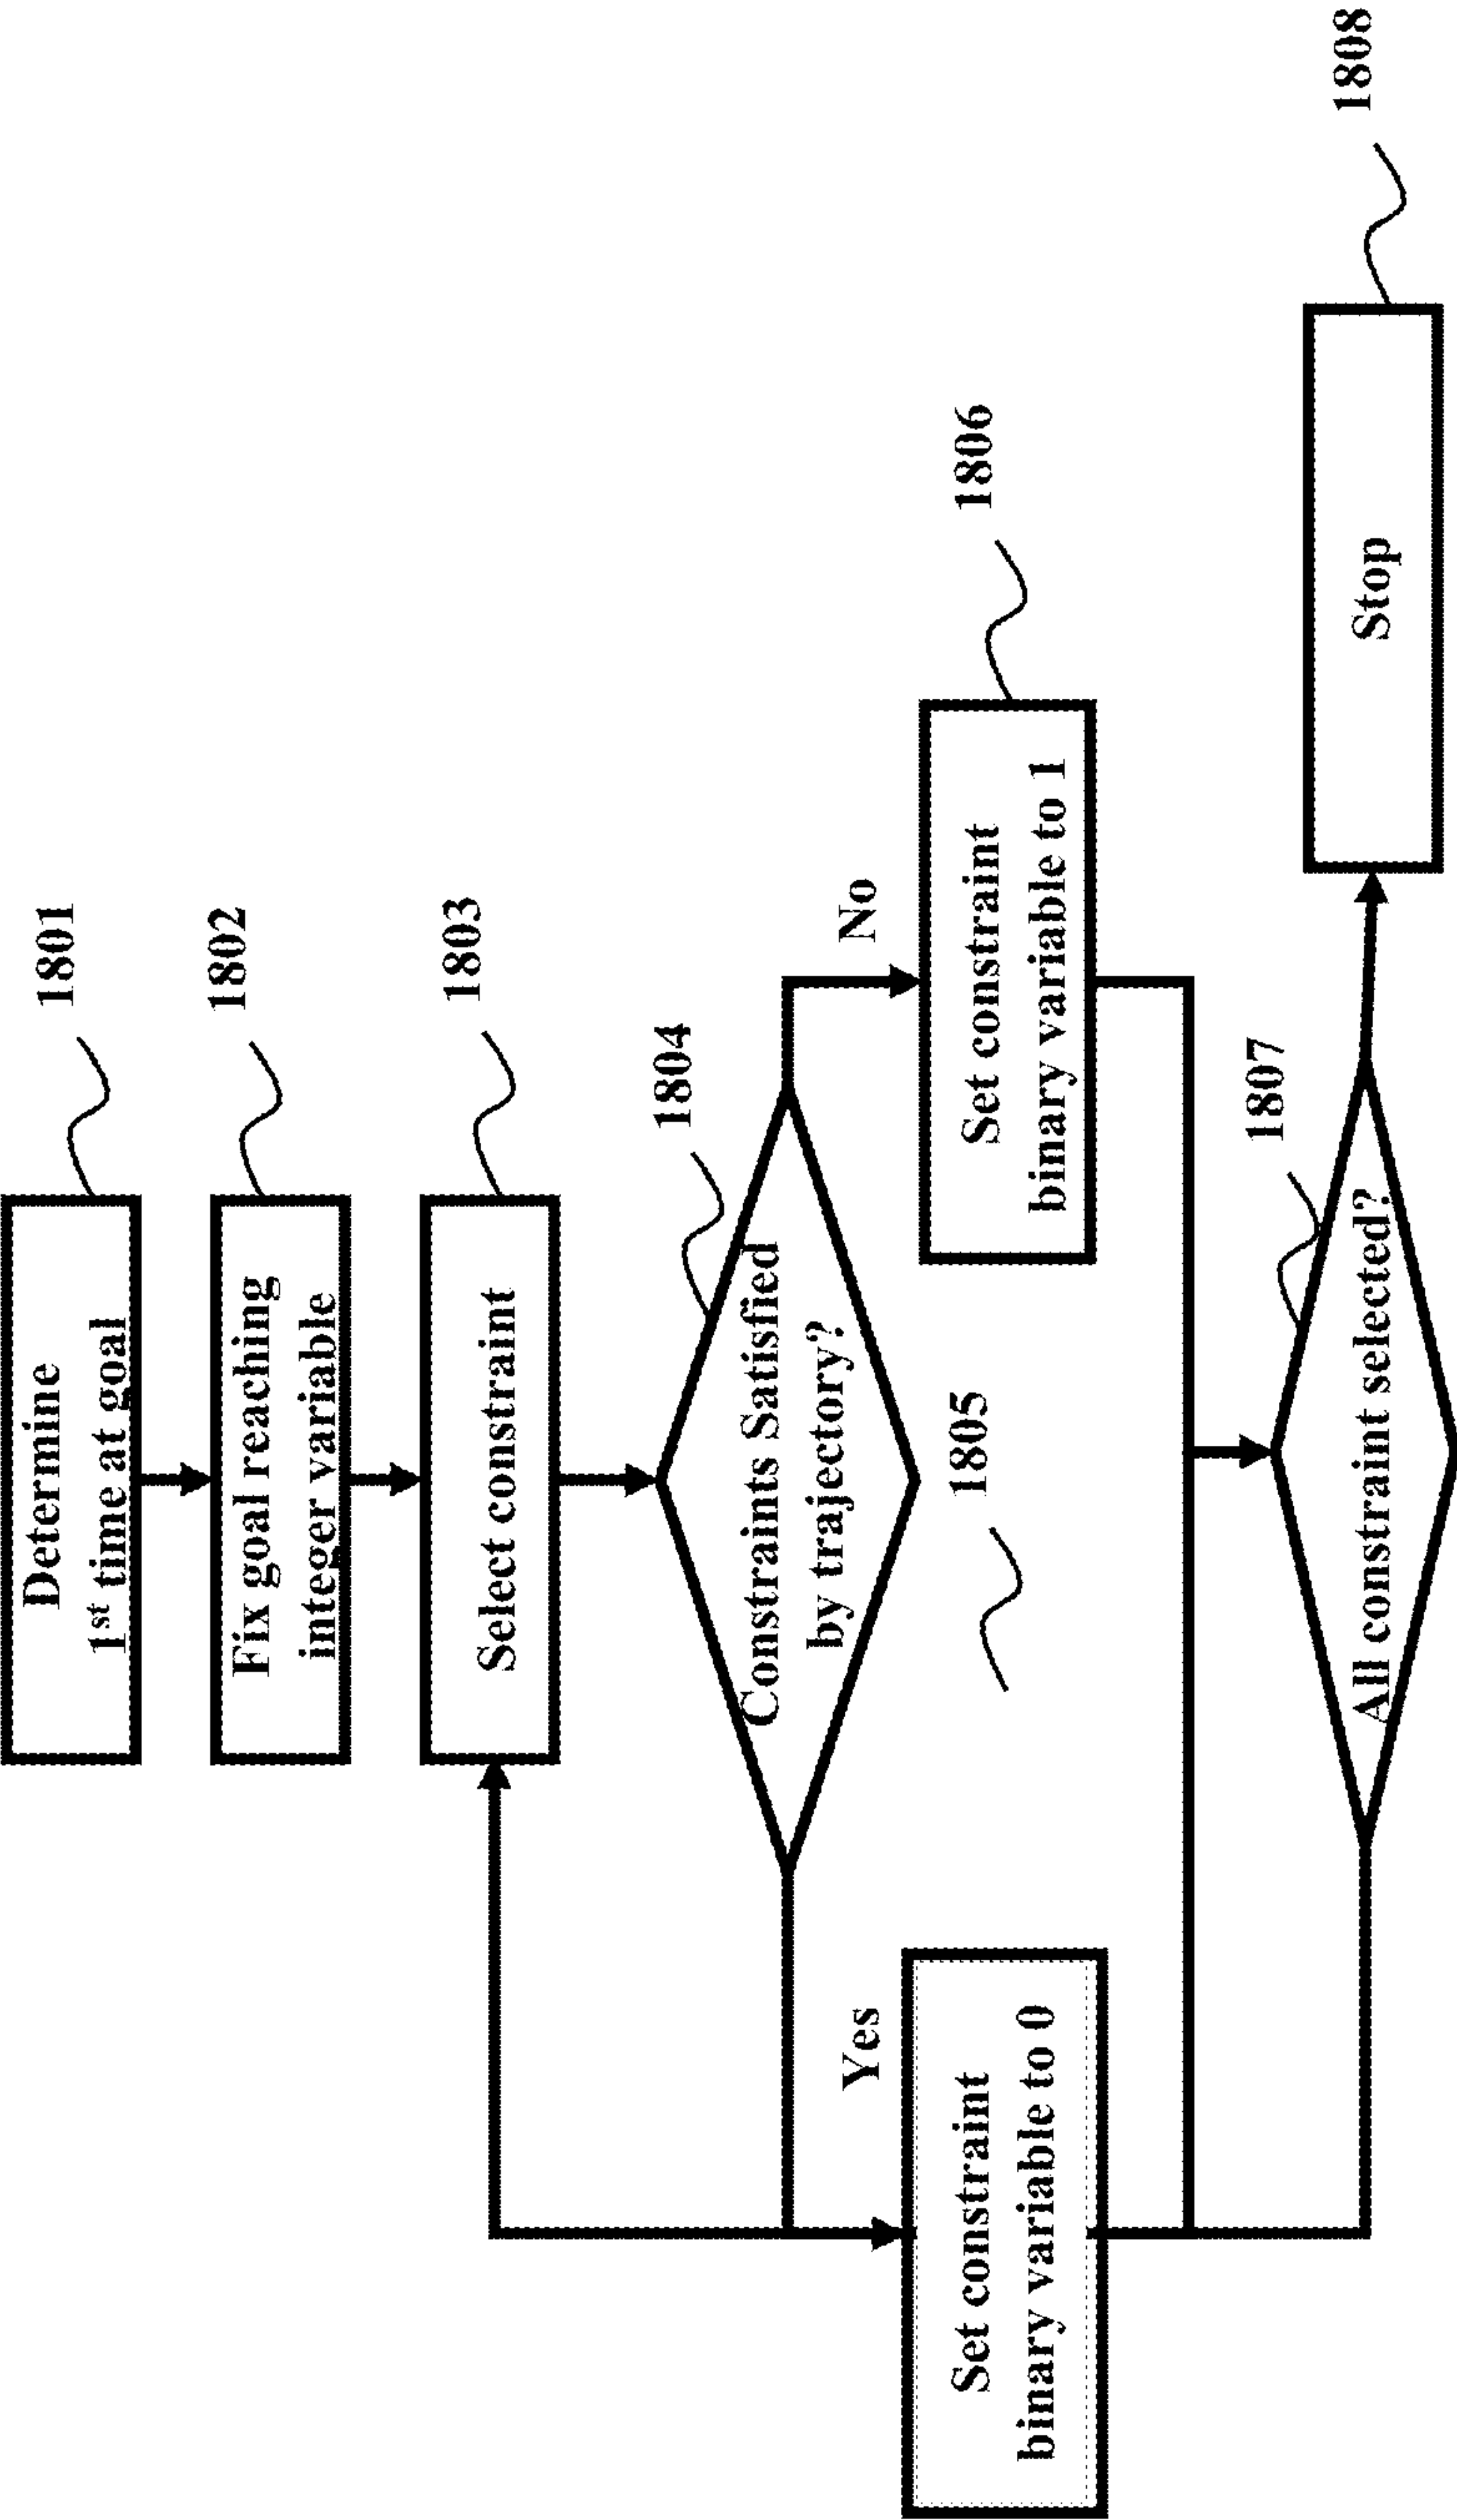 Determine
1st time at goal
1801
Fix goal reaching
integer variable
1802
Select constraint
1803
Constraints Satisfied
by trajectory?
1804
Yes
No
Set constraint
binary variable to 0
1805
Set constraint
binary variable to 1
1806
All constraint selected?
1807
Stop
1808